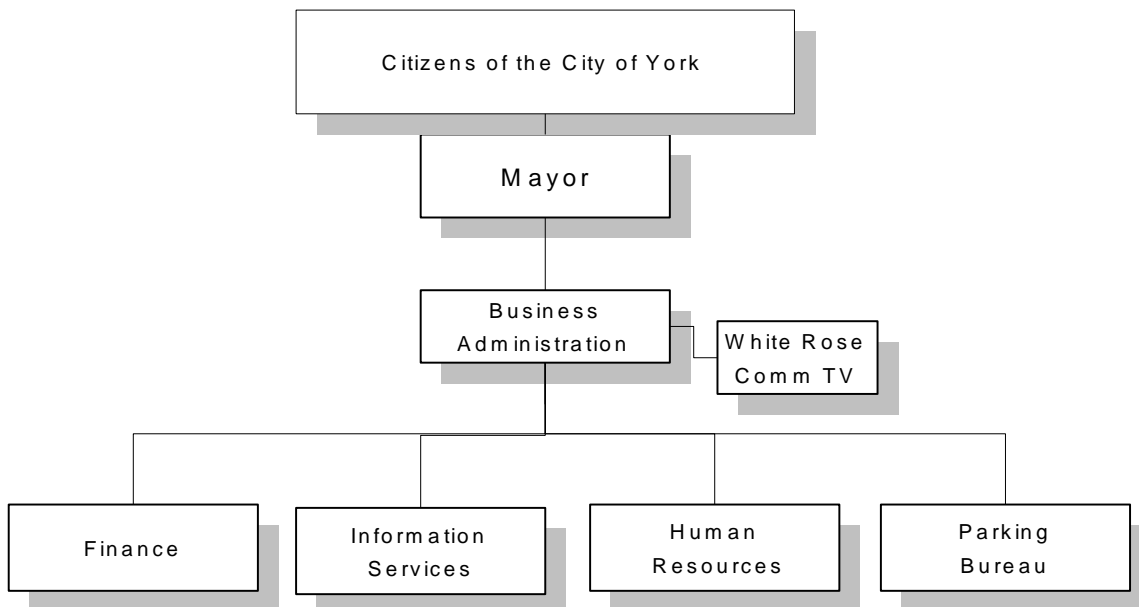 Citizens of the City of York
Mayor
Business
Administration
White Rose
Comm TV
Finance
Information
Services
Human
Resources
Parking
Bureau